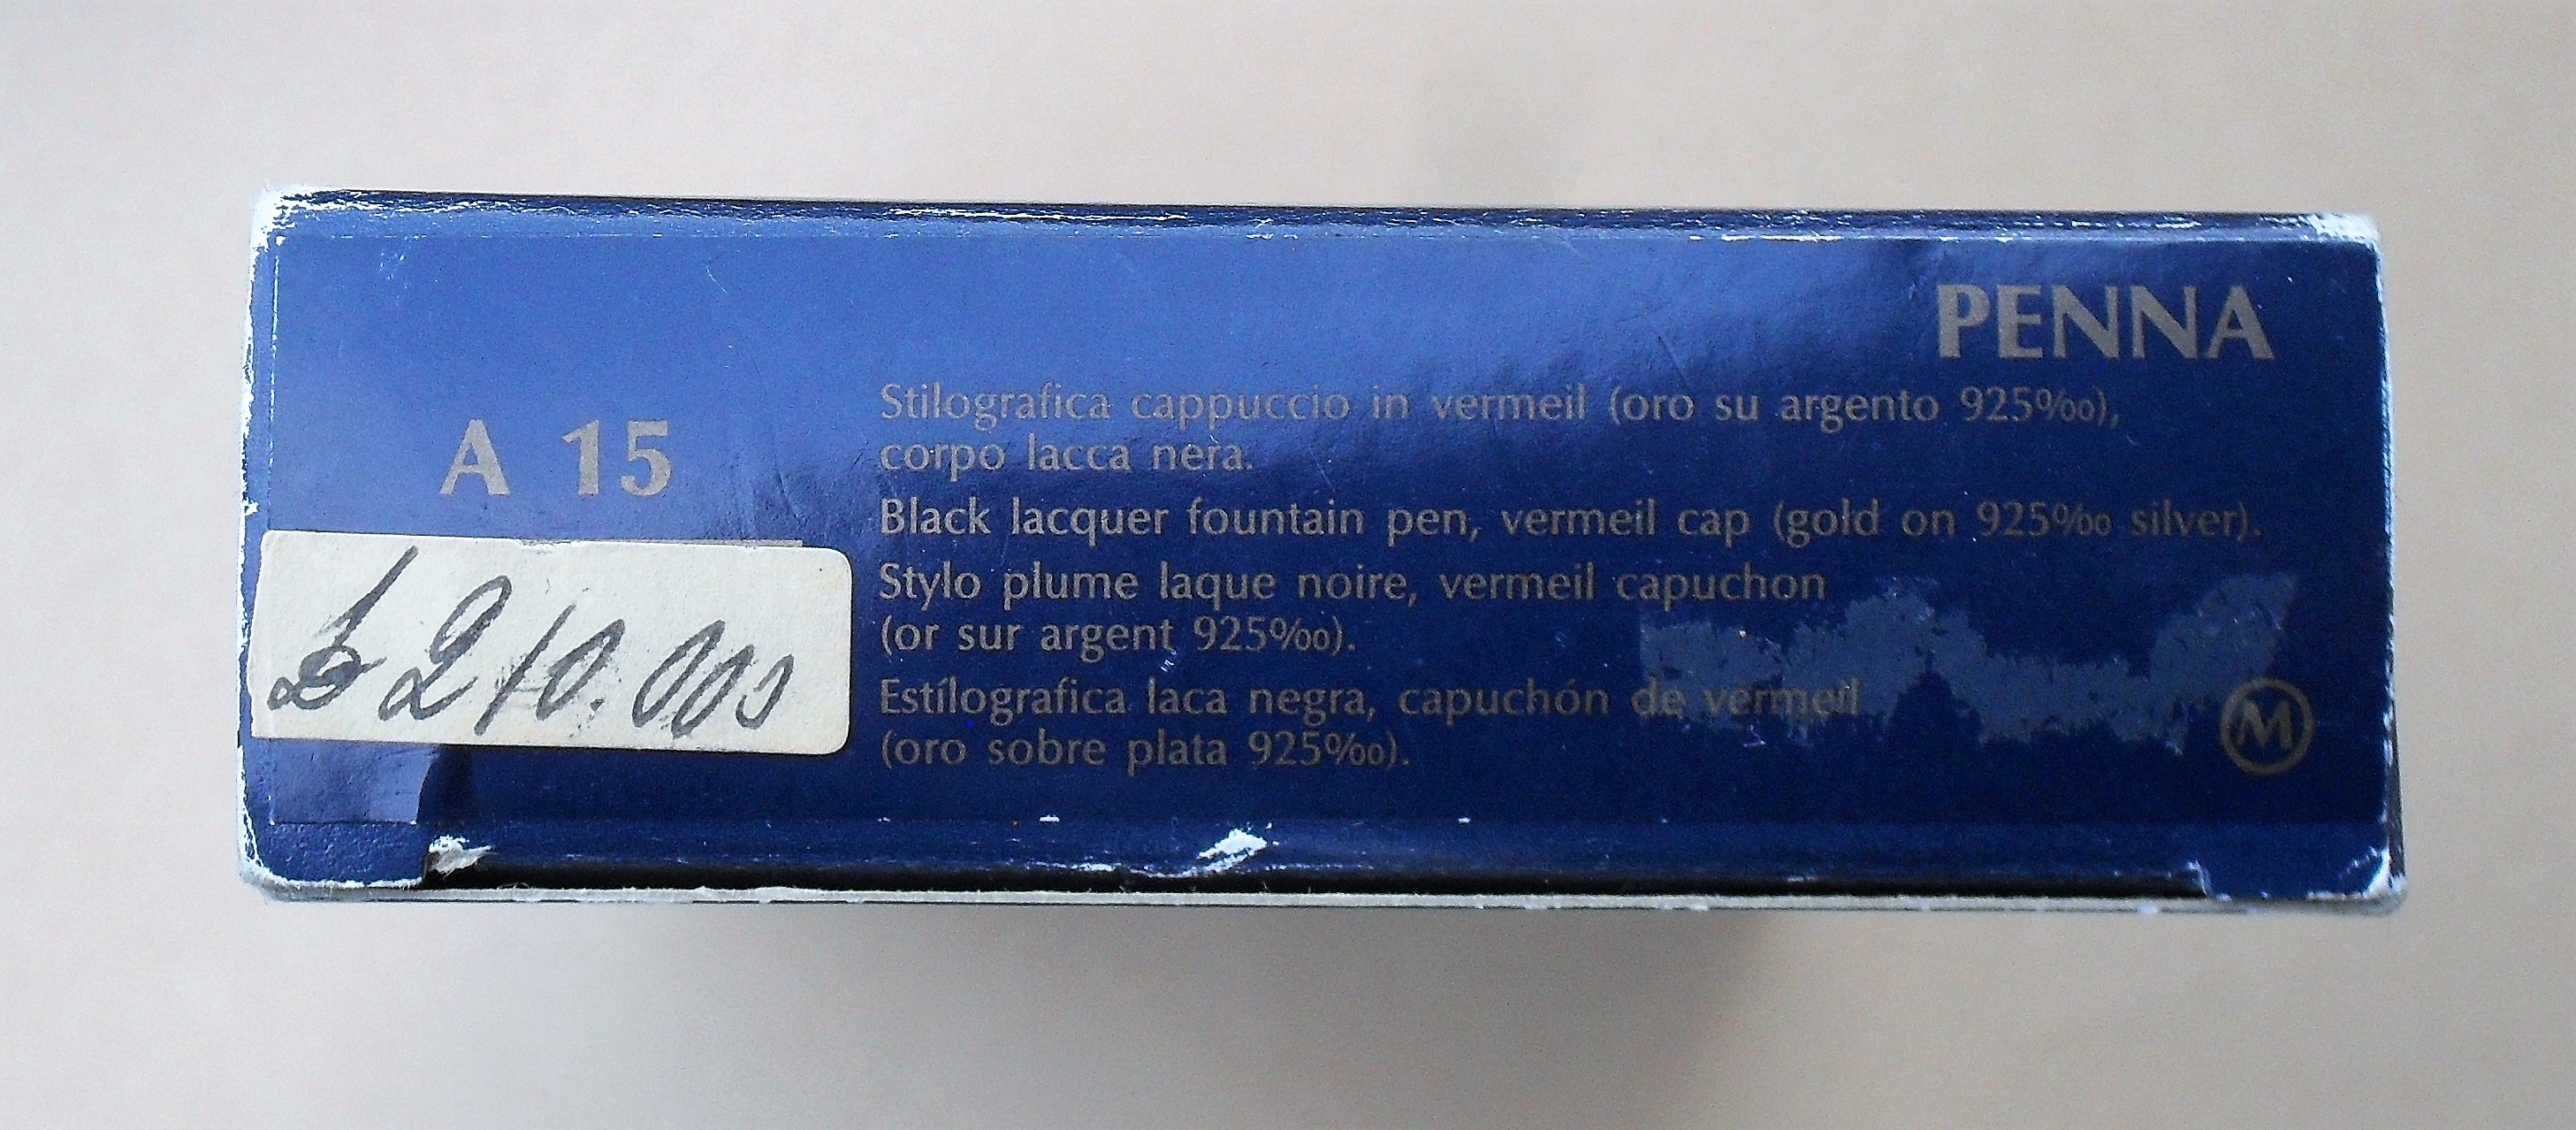 PENNA
A 15
Stilografica cappuccio in vermeil (oro su argento 925‰),
corpo lacca nera.
Black lacquer fountain pen, vermeil cap (gold on 925‰ silver).
Stylo plume laque noire, vermeil capuchon
(or sur argent 925‰).
Estílografica laca negra, capuchón de vermeil
(oro sobre plata 925‰).
£ 210.000
M